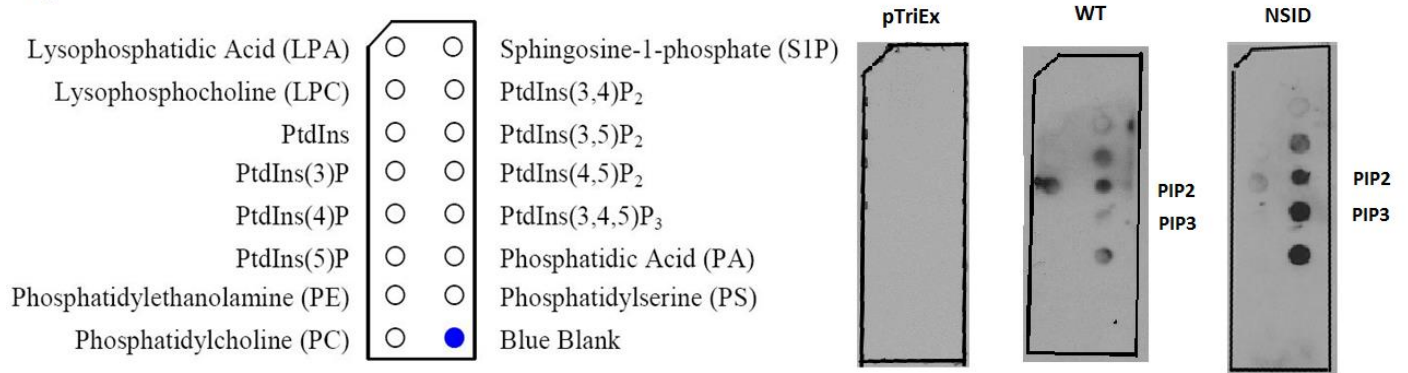 pTriEx
WT
NSID
Lysophosphatidic Acid (LPA)
Sphingosine-1-phosphate (S1P)
Lysophosphocholine (LPC)
PtdIns(3,4)P₂
PtdIns
PtdIns(3,5)P₂
PtdIns(3)P
PtdIns(4,5)P₂
PIP2
PIP2
PtdIns(4)P
PtdIns(3,4,5)P₃
PIP3
PIP3
PtdIns(5)P
Phosphatidic Acid (PA)
Phosphatidylethanolamine (PE)
Phosphatidylserine (PS)
Phosphatidylcholine (PC)
Blue Blank